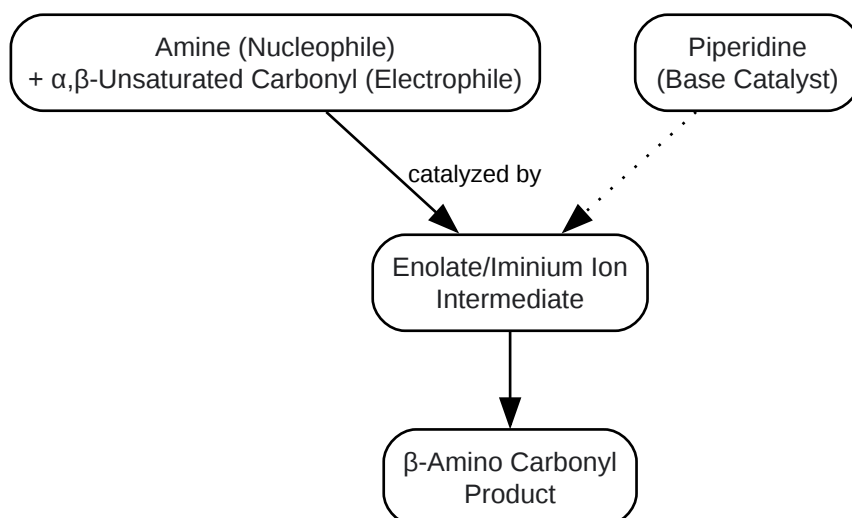 Amine (Nucleophile)
+ α,β-Unsaturated Carbonyl (Electrophile)
Piperidine
(Base Catalyst)
catalyzed by
Enolate/Iminium Ion
Intermediate
β-Amino Carbonyl
Product